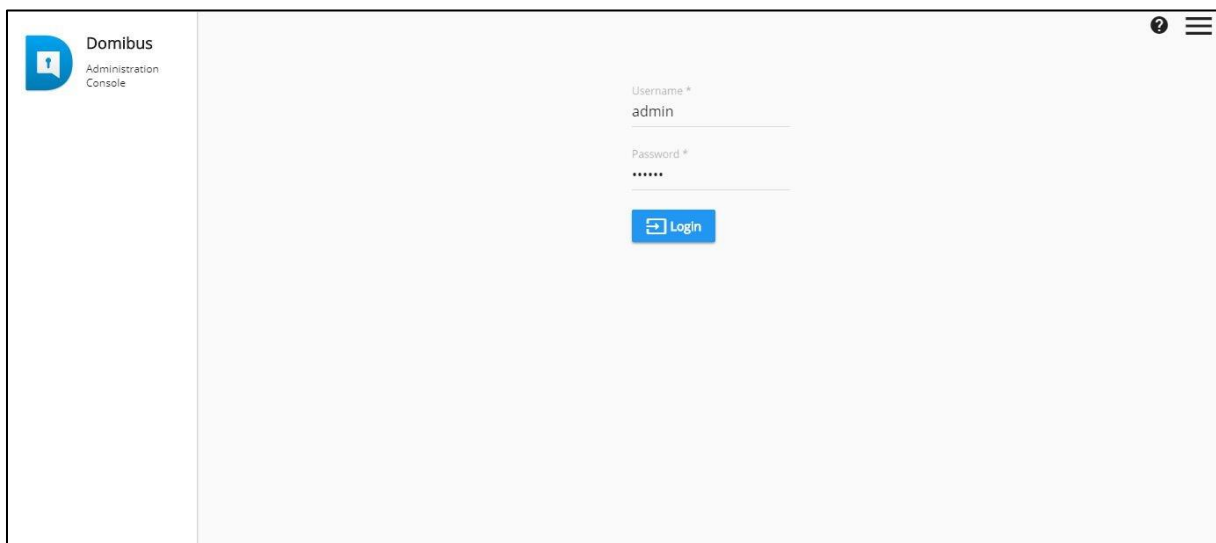 Domibus
Administration
Console
Username *
admin
Password *
••••••
Login